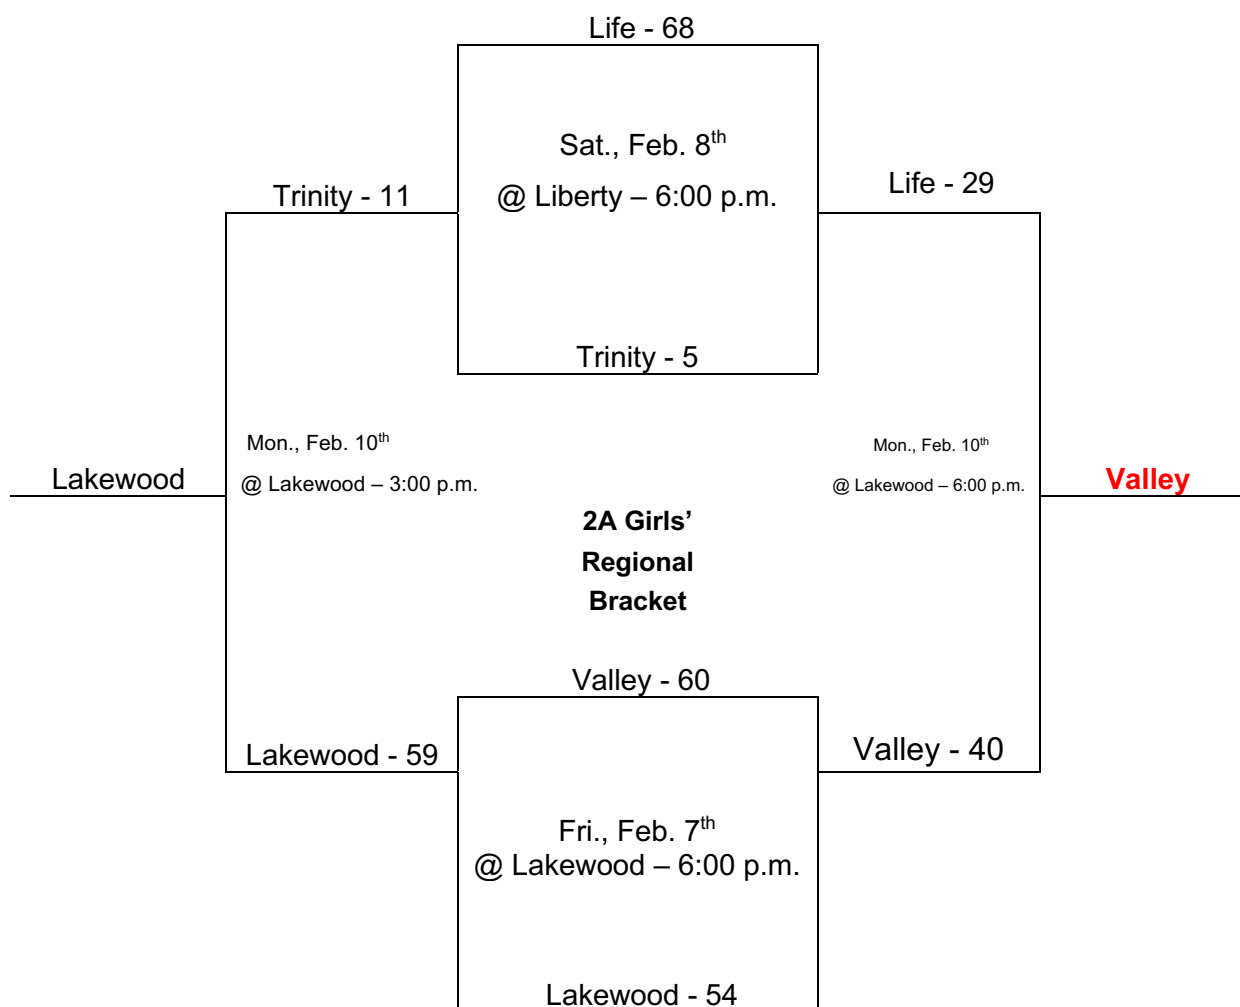 Life - 68
Sat., Feb. 8th
@ Liberty – 6:00 p.m.
Trinity - 11
Life - 29
Trinity - 5
Mon., Feb. 10th
@ Lakewood – 3:00 p.m.
Lakewood
Mon., Feb. 10th
@ Lakewood – 6:00 p.m.
Valley
2A Girls’
Regional
Bracket
Valley - 60
Lakewood - 59
Valley - 40
Fri., Feb. 7th
@ Lakewood – 6:00 p.m.
Lakewood - 54